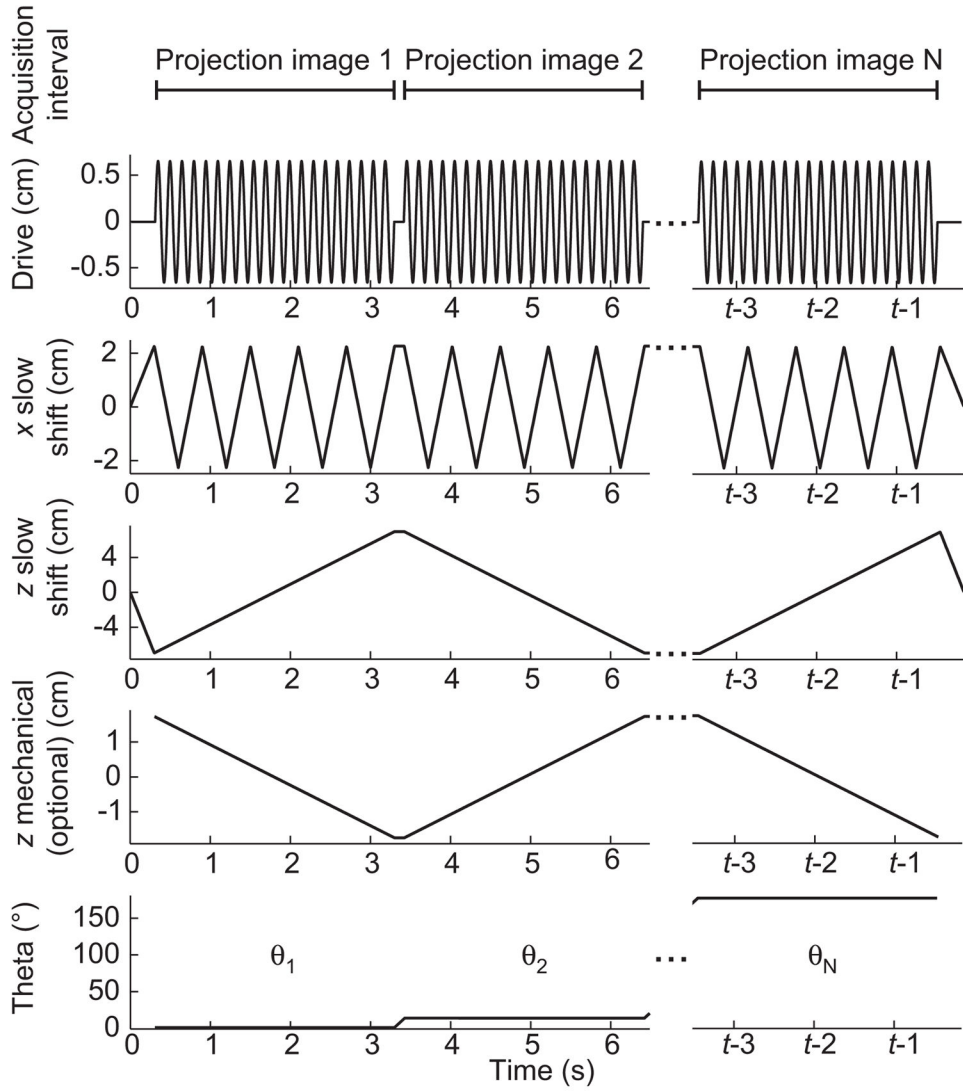 Acquisition
interval
Projection image 1
Projection image 2
Projection image N
Drive (cm)
0.5
0
-0.5
0 1 2 3 4 5 6 t-3 t-2 t-1
x slow
shift (cm)
2
0
-2
0 1 2 3 4 5 6 t-3 t-2 t-1
z slow
shift (cm)
4
0
-4
0 1 2 3 4 5 6 t-3 t-2 t-1
z mechanical
(optional) (cm)
1
0
-1
0 1 2 3 4 5 6 t-3 t-2 t-1
Theta (°)
150
100
50
0
θ1 θ2 ... θN
0 1 2 3 4 5 6 t-3 t-2 t-1
Time (s)